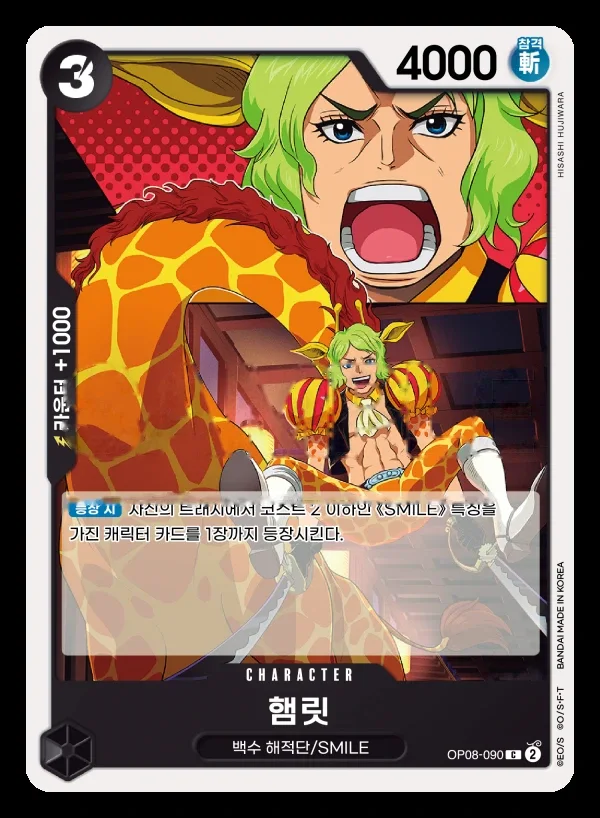 3
4000
참격
斬
HISASHI HUJIWARA
카운터 +1000
등장 시 자신의 트래시에서 코스트 2 이하인 《SMILE》 특징을
가진 캐릭터 카드를 1장까지 등장시킨다.
CHARACTER
햄릿
백수 해적단/SMILE
OP08-090 C 2
©EO/S ©O/S·F·T BANDAI MADE IN KOREA